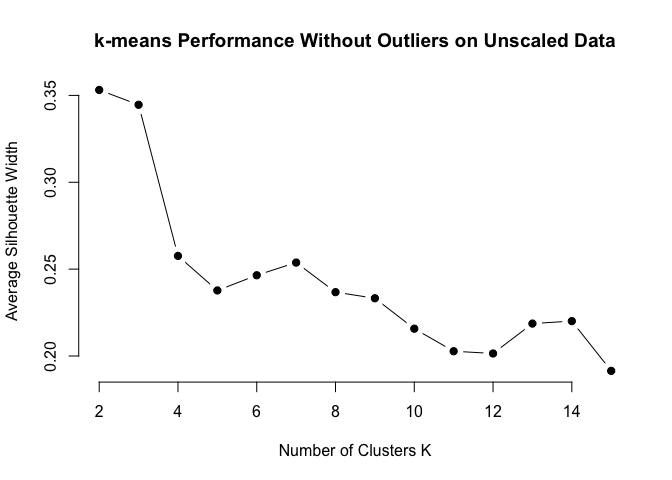 k-means Performance Without Outliers on Unscaled Data
Average Silhouette Width
0.35
0.30
0.25
0.20
2 4 6 8 10 12 14
Number of Clusters K